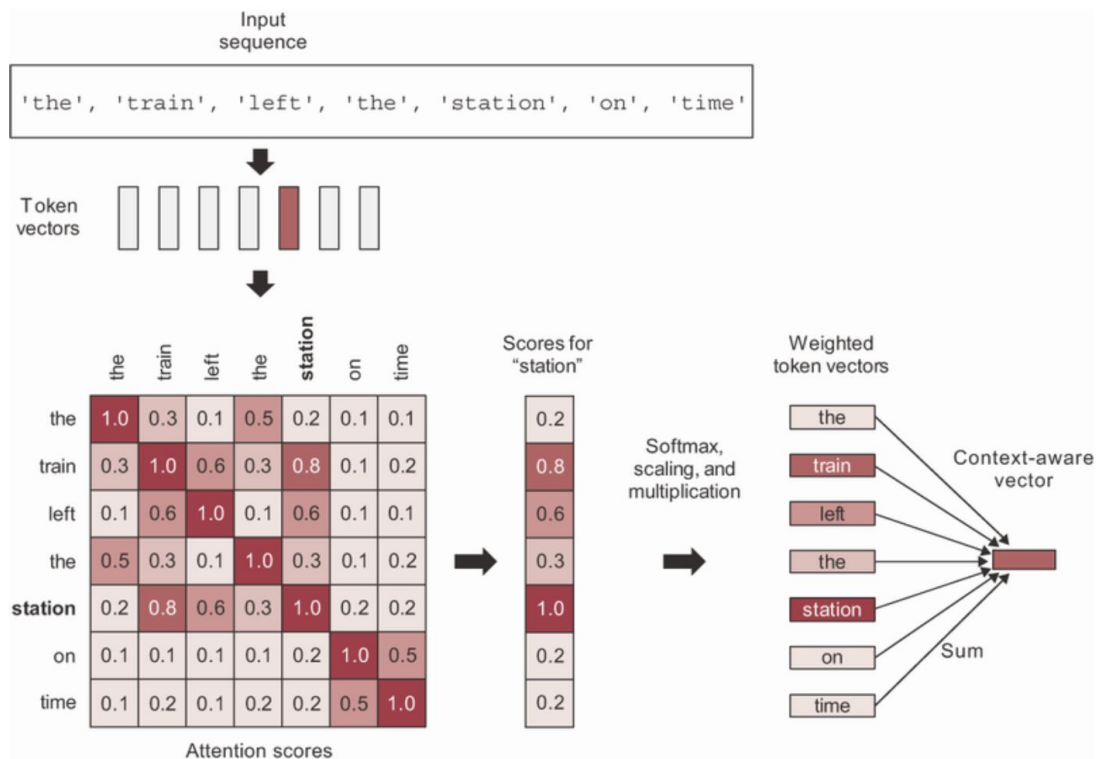 Input
sequence
'the', 'train', 'left', 'the', 'station', 'on', 'time'
Token
vectors
the train left the station on time
the 1.0 0.3 0.1 0.5 0.2 0.1 0.1
train 0.3 1.0 0.6 0.3 0.8 0.1 0.2
left 0.1 0.6 1.0 0.1 0.6 0.1 0.1
the 0.5 0.3 0.1 1.0 0.3 0.1 0.2
station 0.2 0.8 0.6 0.3 1.0 0.2 0.2
on 0.1 0.1 0.1 0.1 0.2 1.0 0.5
time 0.1 0.2 0.1 0.2 0.2 0.5 1.0
Attention scores
Scores for
“station”
0.2
0.8
0.6
0.3
1.0
0.2
0.2
Softmax,
scaling, and
multiplication
Weighted
token vectors
the
train
left
the
station
on
time
Sum
Context-aware
vector